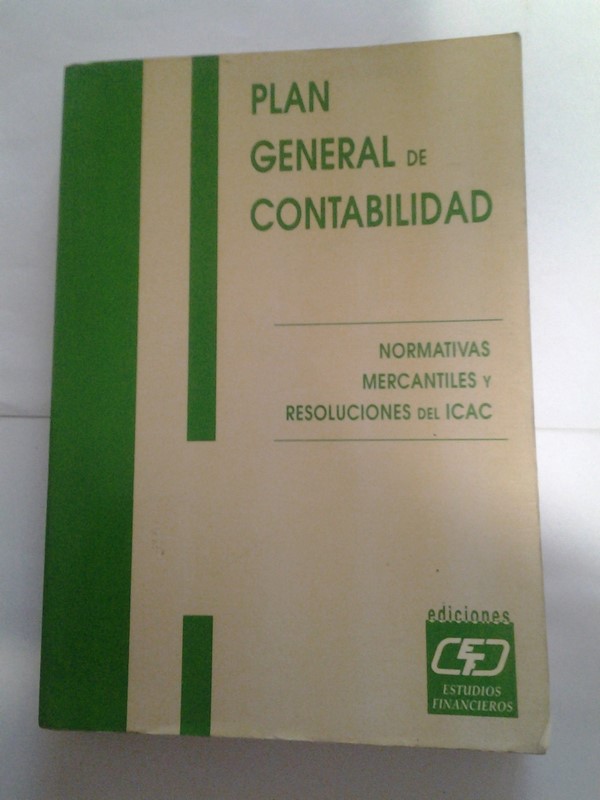 PLAN
GENERAL DE
CONTABILIDAD
NORMATIVAS
MERCANTILES Y
RESOLUCIONES DEL ICAC
ediciones
CEF
ESTUDIOS
FINANCIEROS